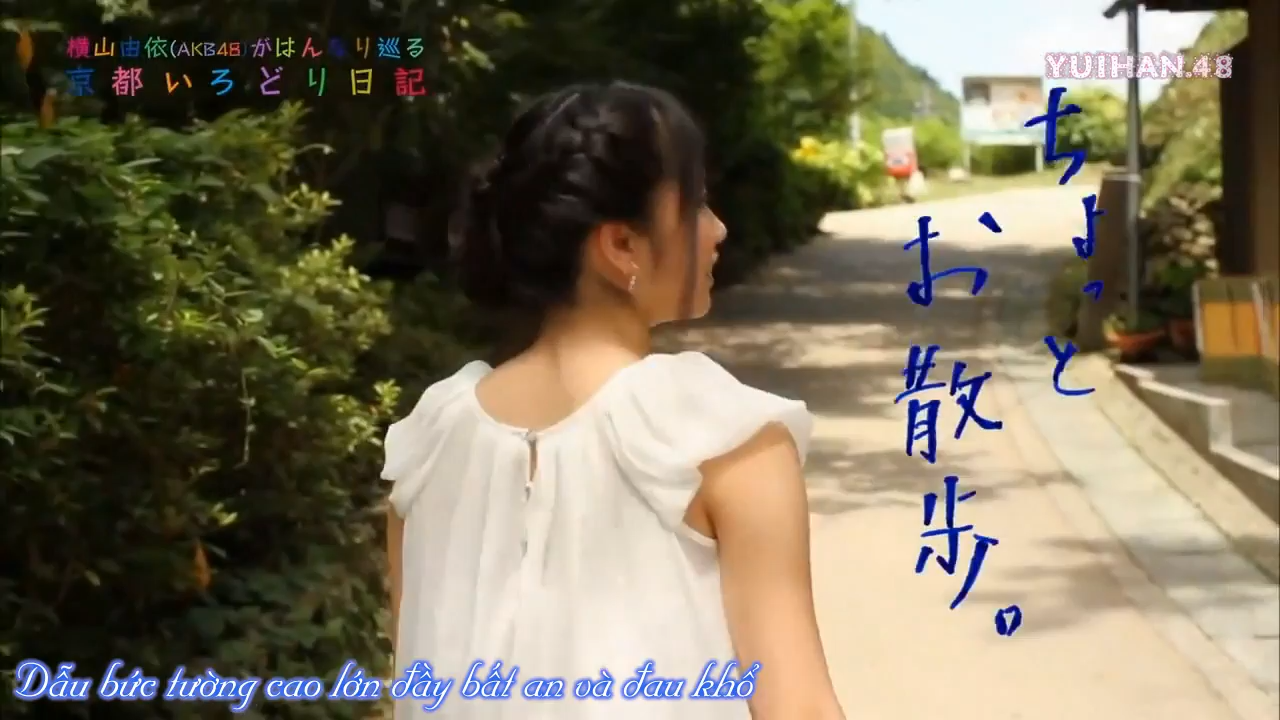 横山由依(AKB48)がはんなり巡る
京都いろどり日記
YUIHAN.48
ちょっと
お散歩。
Dẫu bức tường cao lớn đầy bất an và đau khổ